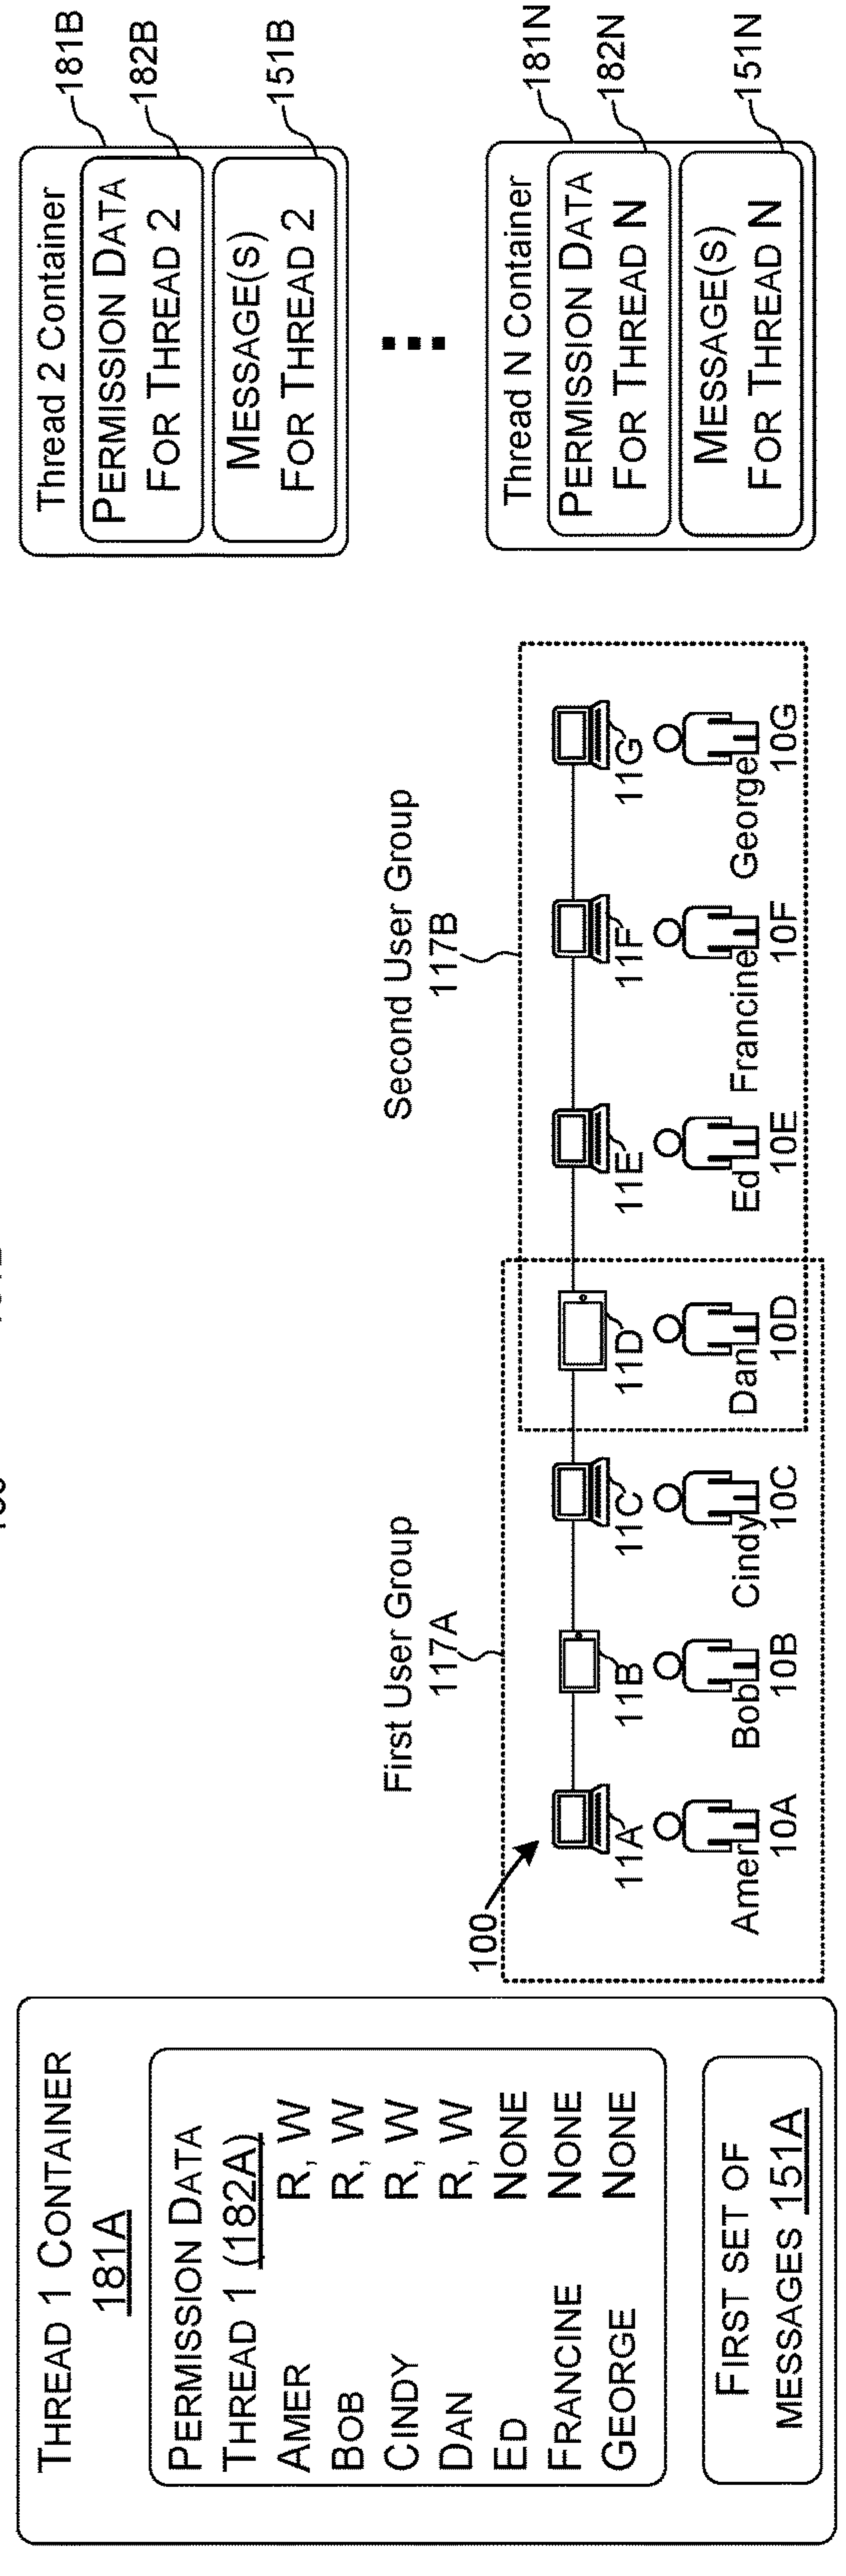 THREAD 1 CONTAINER
181A
PERMISSION DATA
THREAD 1 (182A)
AMER R, W
BOB R, W
CINDY R, W
DAN R, W
ED NONE
FRANCINE NONE
GEORGE NONE
FIRST SET OF
MESSAGES 151A
First User Group
117A
Second User Group
117B
100
11A
11B
11C
11D
11E
11F
11G
Amer
Bob
Cindy
Dan
Ed
Francine
George
10A
10B
10C
10D
10E
10F
10G
Thread 2 Container
181B
PERMISSION DATA
FOR THREAD 2
182B
MESSAGE(S)
FOR THREAD 2
151B
Thread N Container
181N
PERMISSION DATA
FOR THREAD N
182N
MESSAGE(S)
FOR THREAD N
151N